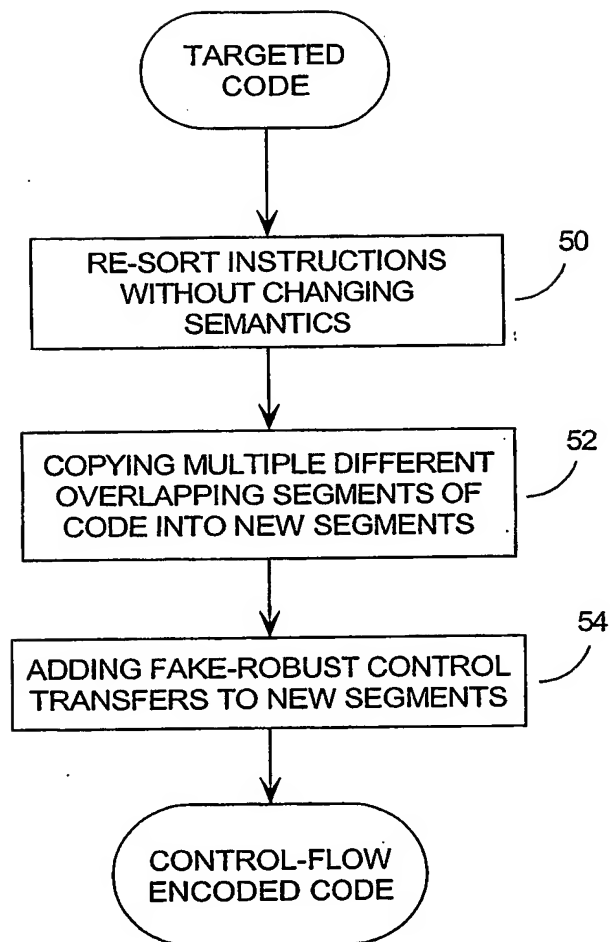 TARGETED
CODE
RE-SORT INSTRUCTIONS
WITHOUT CHANGING
SEMANTICS
50
COPYING MULTIPLE DIFFERENT
OVERLAPPING SEGMENTS OF
CODE INTO NEW SEGMENTS
52
ADDING FAKE-ROBUST CONTROL
TRANSFERS TO NEW SEGMENTS
54
CONTROL-FLOW
ENCODED CODE